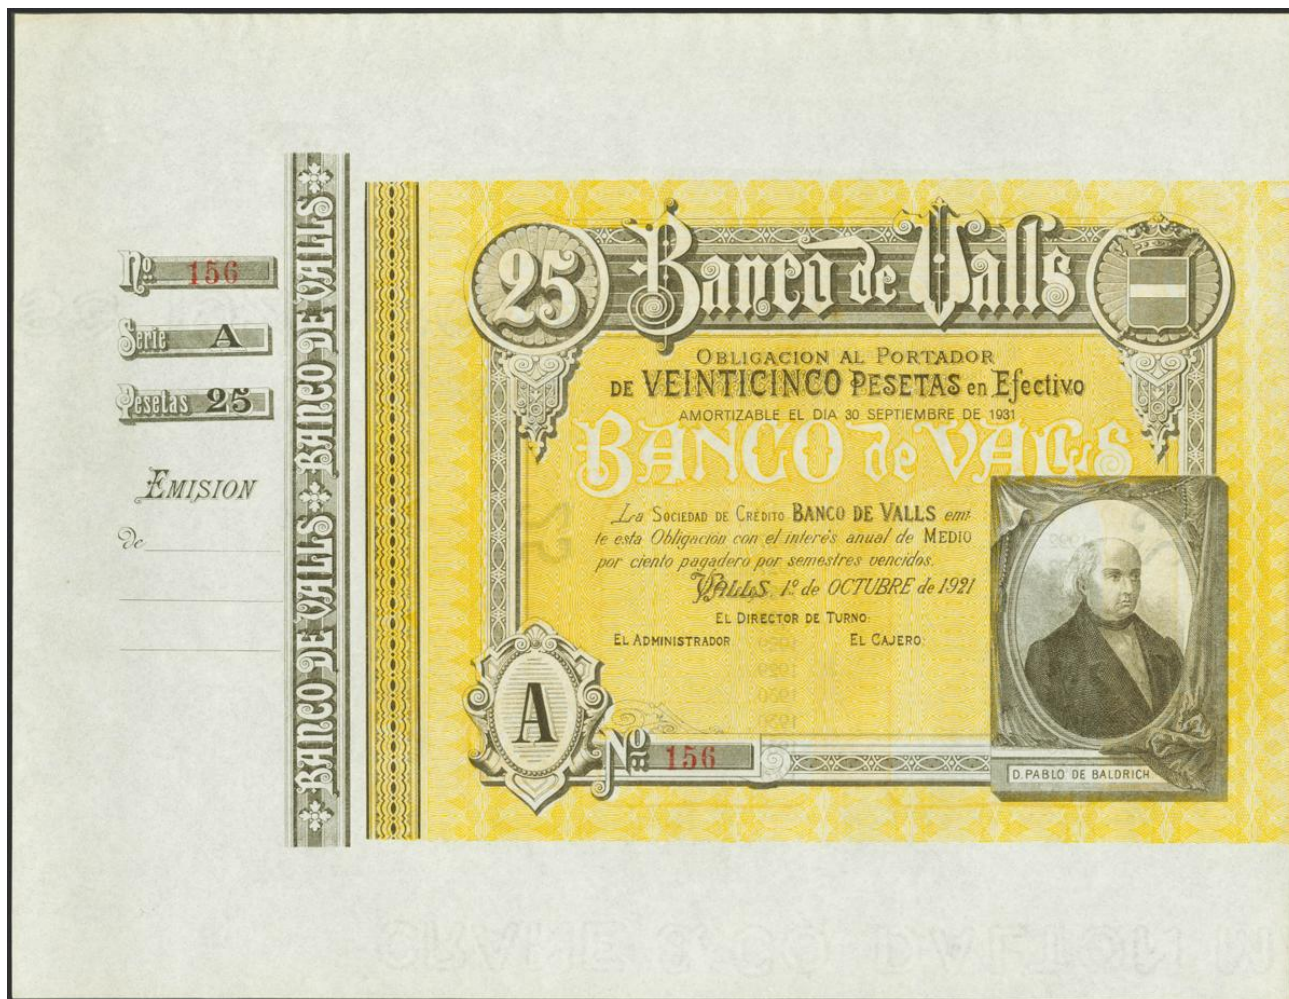 Nº 156
Serie A
Pesetas 25
EMISION
de
BANCO DE VALLS · BANCO DE VALLS
25 Banco de Valls
OBLIGACION AL PORTADOR
DE VEINTICINCO PESETAS en Efectivo
AMORTIZABLE EL DIA 30 SEPTIEMBRE DE 1931
BANCO de VALLS
La SOCIEDAD DE CRÉDITO BANCO DE VALLS emi-
te esta Obligación con el interés anual de MEDIO
por ciento pagadero por semestres vencidos.
VALLS, 1º de OCTUBRE de 1921
EL DIRECTOR DE TURNO:
EL ADMINISTRADOR EL CAJERO:
A
Nº 156
D. PABLO DE BALDRICH